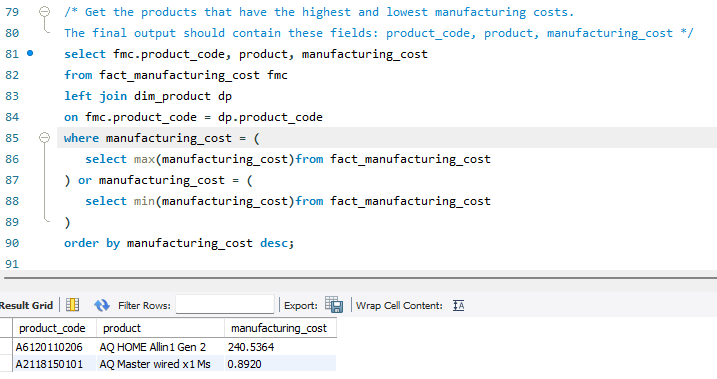 79 /* Get the products that have the highest and lowest manufacturing costs.
80 The final output should contain these fields: product_code, product, manufacturing_cost */
81 select fmc.product_code, product, manufacturing_cost
82 from fact_manufacturing_cost fmc
83 left join dim_product dp
84 on fmc.product_code = dp.product_code
85 where manufacturing_cost = (
86 select max(manufacturing_cost)from fact_manufacturing_cost
87 ) or manufacturing_cost = (
88 select min(manufacturing_cost)from fact_manufacturing_cost
89 )
90 order by manufacturing_cost desc;
91
Result Grid Filter Rows: Export: Wrap Cell Content: IA
product_code product manufacturing_cost
A6120110206 AQ HOME Allin1 Gen 2 240.5364
A2118150101 AQ Master wired x1 Ms 0.8920